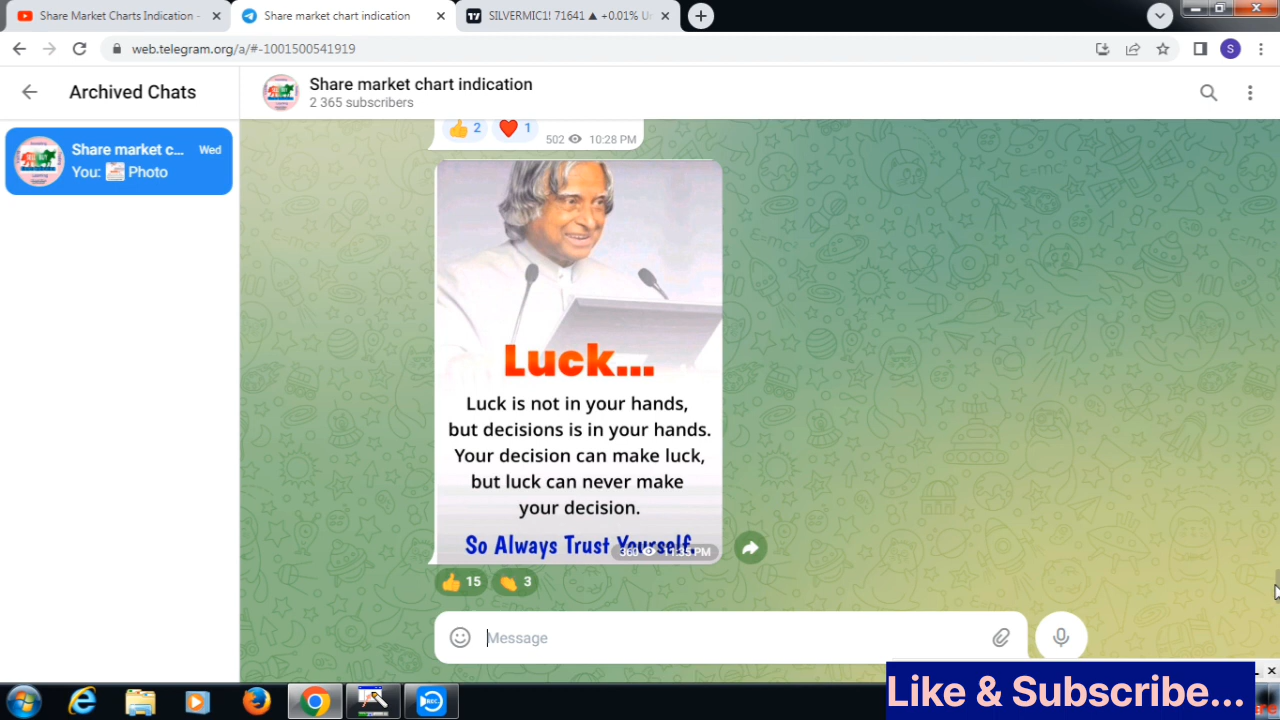 Share Market Charts Indication -
Share market chart indication
SILVERMIC1! 71641 ▲ +0.01% U
web.telegram.org/a/#-1001500541919
S
Archived Chats
Share market chart indication
2 365 subscribers
Share market c...
Wed
You: Photo
👍 2 ❤️ 1
502 10:28 PM
Luck...
Luck is not in your hands,
but decisions is in your hands.
Your decision can make luck,
but luck can never make
your decision.
So Always Trust Yourself
👍 15 👏 3
Message
REC
Like & Subscribe...